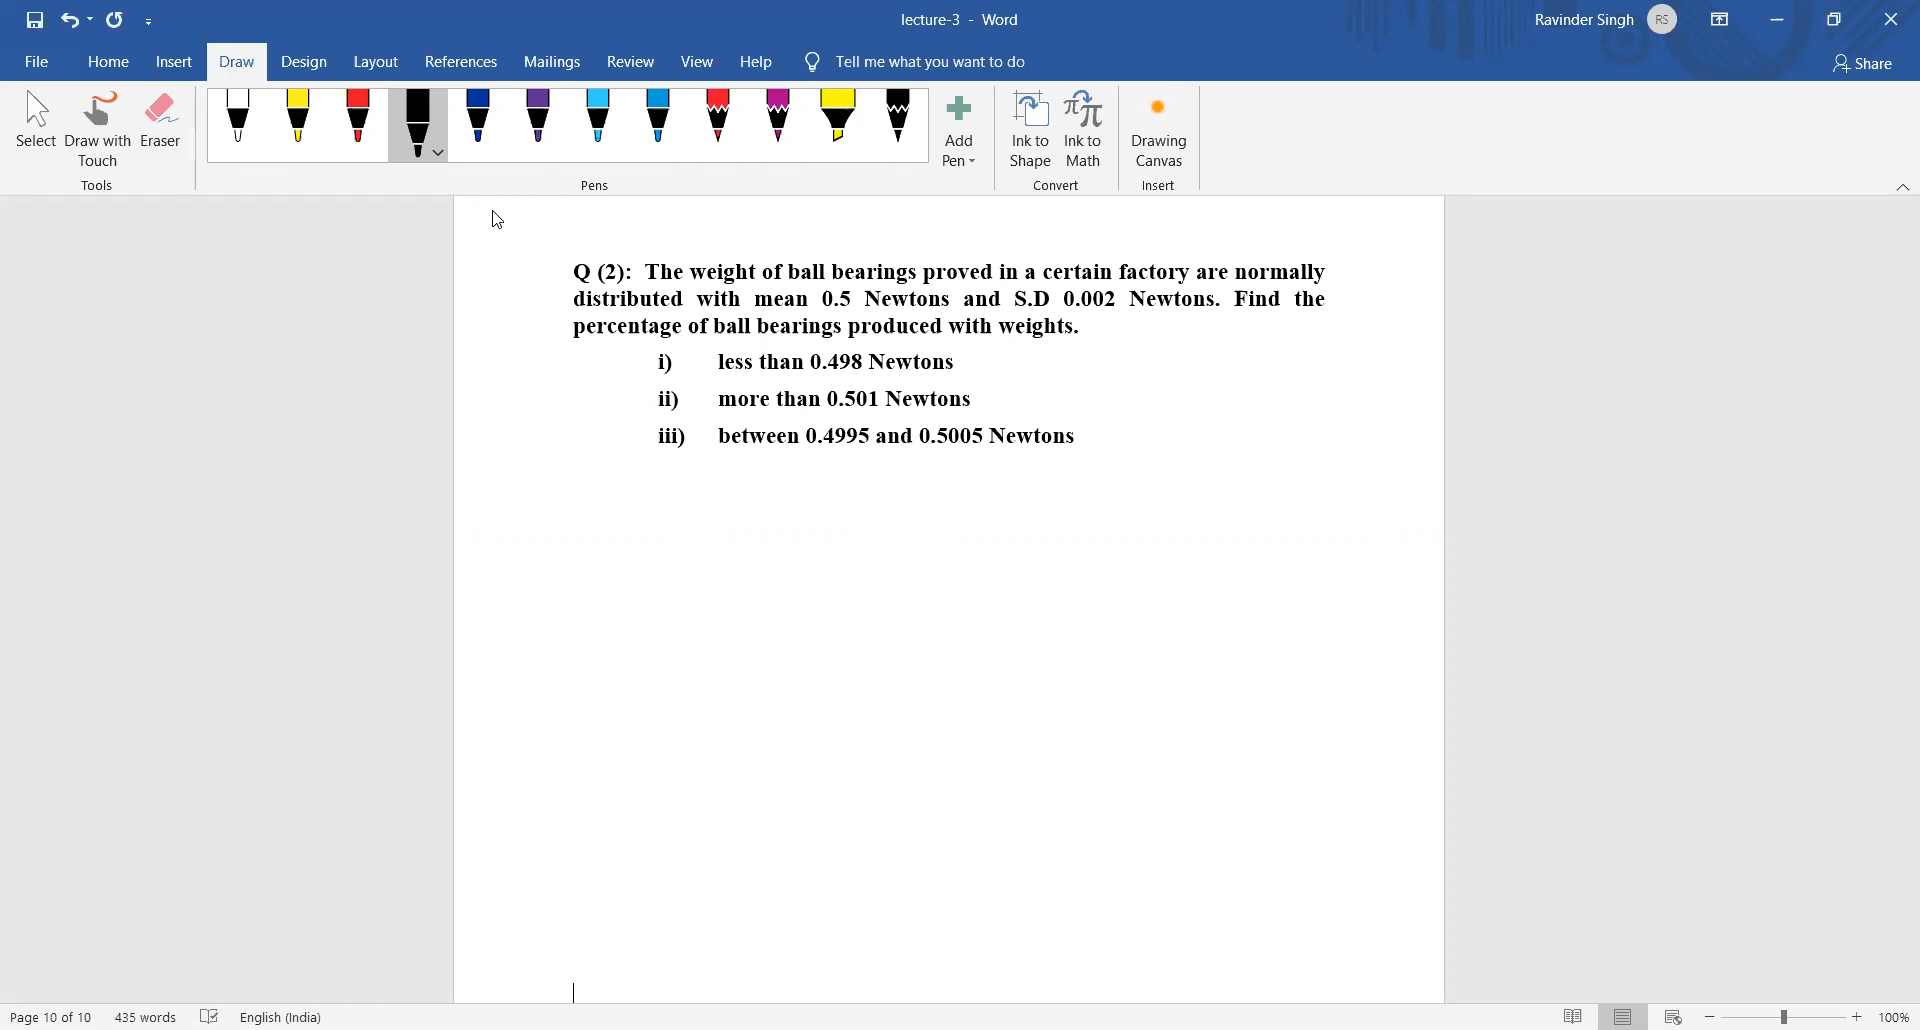 lecture-3 - Word
Ravinder Singh RS
File Home Insert Draw Design Layout References Mailings Review View Help Tell me what you want to do Share
Select Draw with Touch Eraser
Add Pen
Ink to Shape Ink to Math
Drawing Canvas
Tools Pens Convert Insert
Q (2): The weight of ball bearings proved in a certain factory are normally
distributed with mean 0.5 Newtons and S.D 0.002 Newtons. Find the
percentage of ball bearings produced with weights.
i) less than 0.498 Newtons
ii) more than 0.501 Newtons
iii) between 0.4995 and 0.5005 Newtons
Page 10 of 10 435 words English (India) 100%